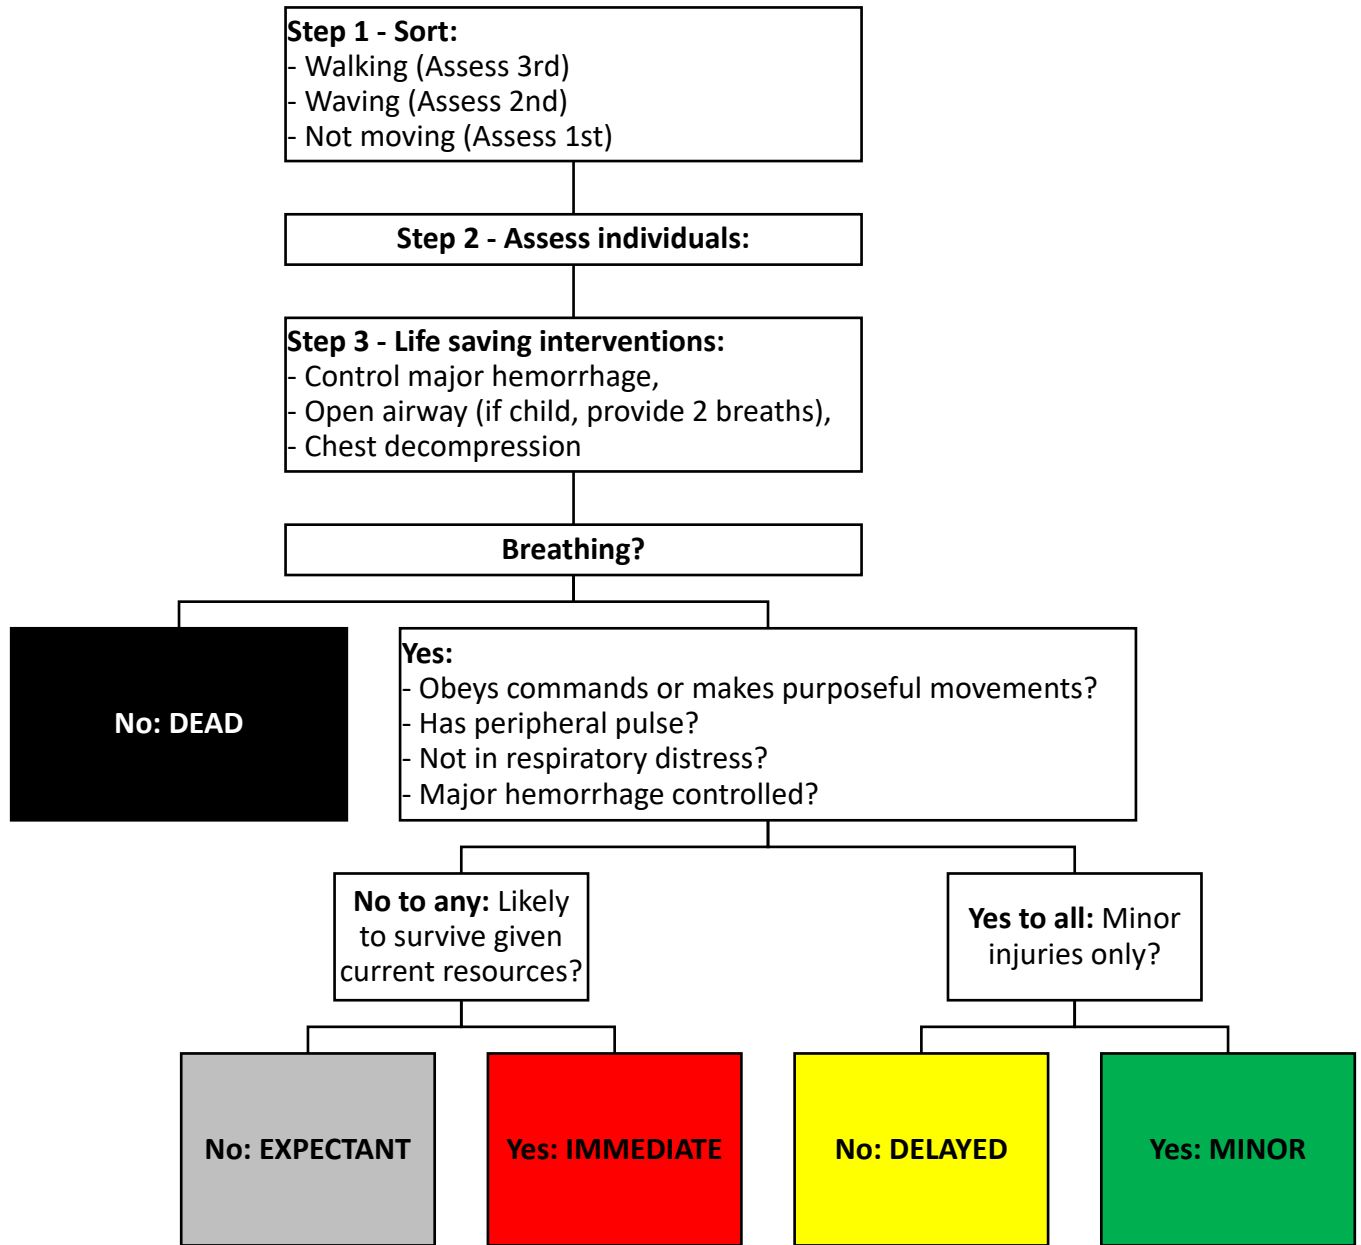 Step 1 - Sort:
- Walking (Assess 3rd)
- Waving (Assess 2nd)
- Not moving (Assess 1st)
Step 2 - Assess individuals:
Step 3 - Life saving interventions:
- Control major hemorrhage,
- Open airway (if child, provide 2 breaths),
- Chest decompression
Breathing?
No: DEAD
Yes:
- Obeys commands or makes purposeful movements?
- Has peripheral pulse?
- Not in respiratory distress?
- Major hemorrhage controlled?
No to any: Likely
to survive given
current resources?
Yes to all: Minor
injuries only?
No: EXPECTANT
Yes: IMMEDIATE
No: DELAYED
Yes: MINOR